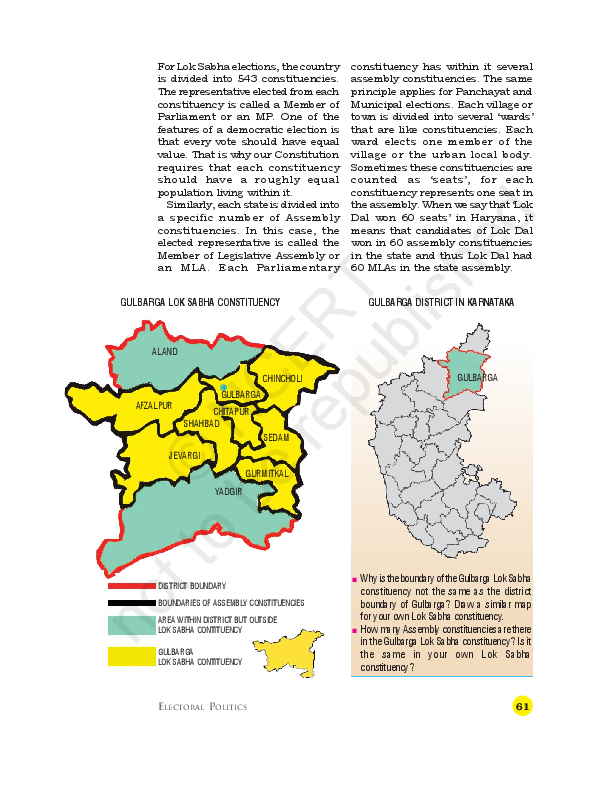 For Lok Sabha elections, the country
is divided into 543 constituencies.
The representative elected from each
constituency is called a Member of
Parliament or an MP. One of the
features of a democratic election is
that every vote should have equal
value. That is why our Constitution
requires that each constituency
should have a roughly equal
population living within it.
Similarly, each state is divided into
a specific number of Assembly
constituencies. In this case, the
elected representative is called the
Member of Legislative Assembly or
an MLA. Each Parliamentary
constituency has within it several
assembly constituencies. The same
principle applies for Panchayat and
Municipal elections. Each village or
town is divided into several ‘wards’
that are like constituencies. Each
ward elects one member of the
village or the urban local body.
Sometimes these constituencies are
counted as ‘seats’, for each
constituency represents one seat in
the assembly. When we say that ‘Lok
Dal won 60 seats’ in Haryana, it
means that candidates of Lok Dal
won in 60 assembly constituencies
in the state and thus Lok Dal had
60 MLAs in the state assembly.
GULBARGA LOK SABHA CONSTITUENCY
ALAND
CHINCHOLI
GULBARGA
AFZALPUR
CHITAPUR
SHAHBAD
SEDAM
JEVARGI
GURMITKAL
YADGIR
DISTRICT BOUNDARY
BOUNDARIES OF ASSEMBLY CONSTITUENCIES
AREA WITHIN DISTRICT BUT OUTSIDE
LOK SABHA CONTITUENCY
GULBARGA
LOK SABHA CONTITUENCY
GULBARGA DISTRICT IN KARNATAKA
GULBARGA
Why is the boundary of the Gulbarga Lok Sabha
constituency not the same as the district
boundary of Gulbarga? Draw a similar map
for your own Lok Sabha constituency.
How many Assembly constituencies are there
in the Gulbarga Lok Sabha constituency? Is it
the same in your own Lok Sabha
constituency?
© NCERT
not to be republished
ELECTORAL POLITICS
61